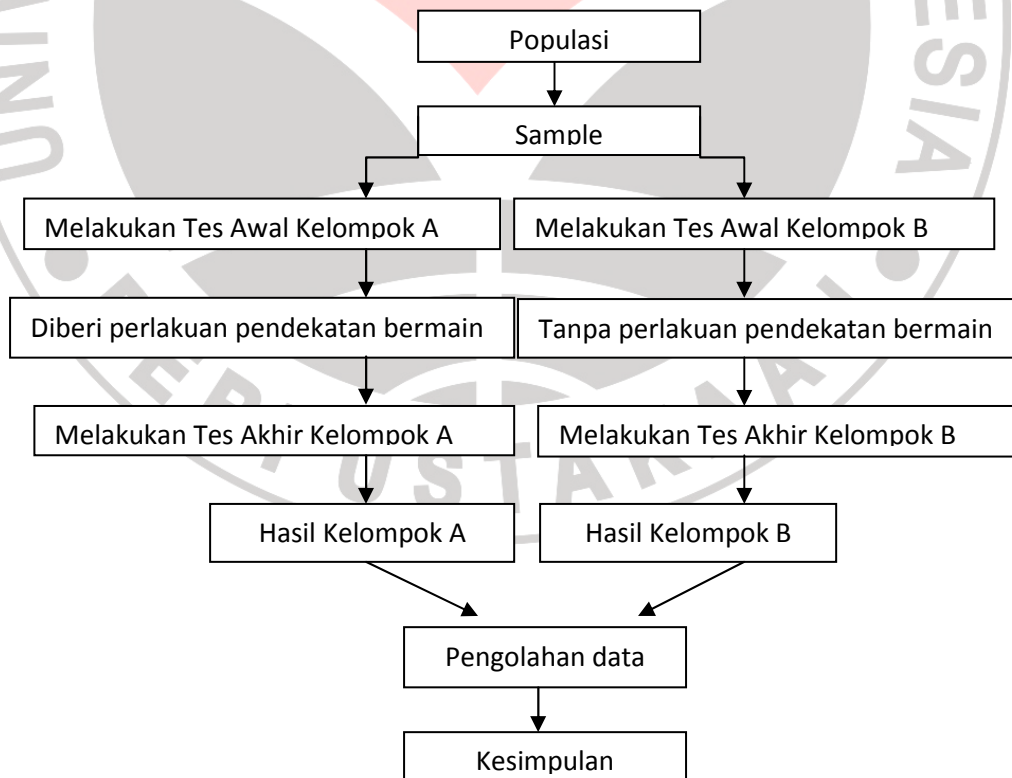 Populasi
Sample
Melakukan Tes Awal Kelompok A
Melakukan Tes Awal Kelompok B
Diberi perlakuan pendekatan bermain
Tanpa perlakuan pendekatan bermain
Melakukan Tes Akhir Kelompok A
Melakukan Tes Akhir Kelompok B
Hasil Kelompok A
Hasil Kelompok B
Pengolahan data
Kesimpulan